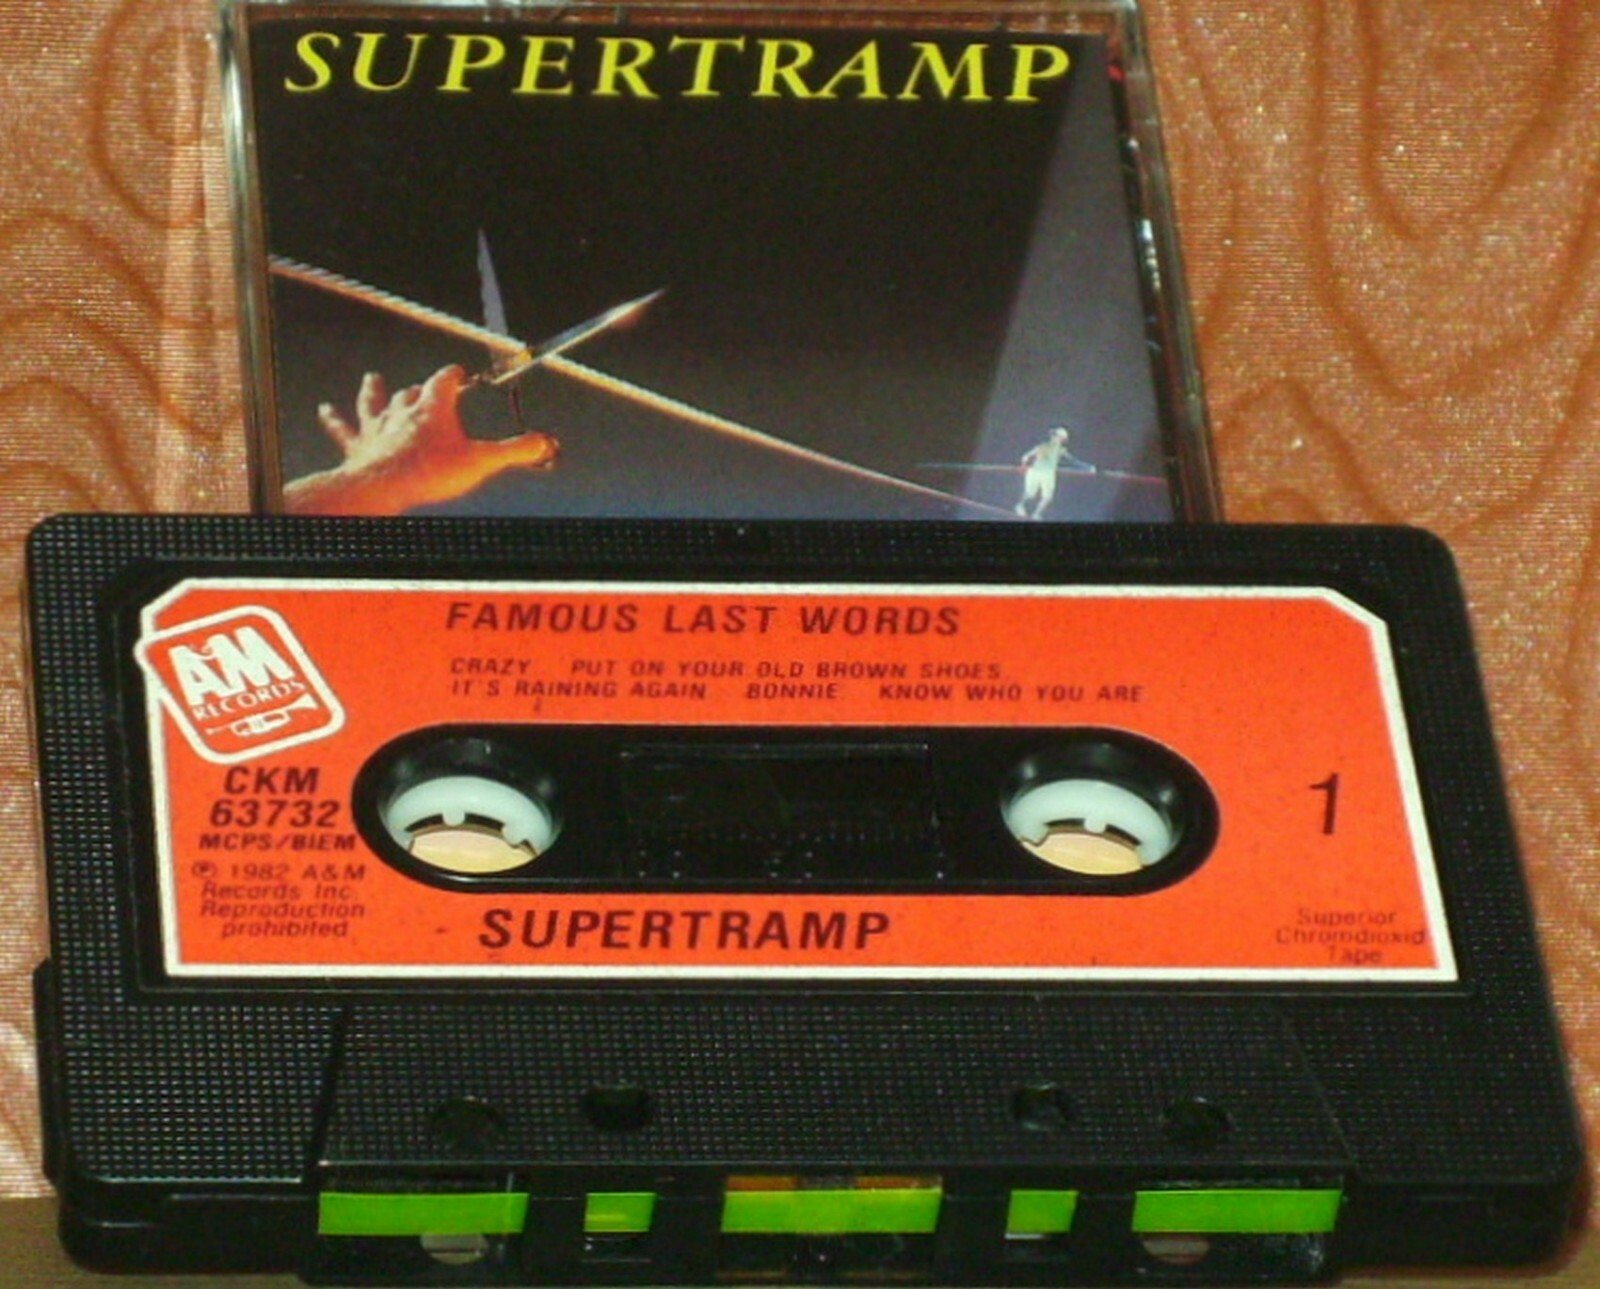 SUPERTRAMP
FAMOUS LAST WORDS
CRAZY PUT ON YOUR OLD BROWN SHOES
IT'S RAINING AGAIN BONNIE KNOW WHO YOU ARE
A&M
RECORDS
CKM
63732
MCPS/BIEM
℗ 1982 A&M
Records Inc.
Reproduction
prohibited
1
SUPERTRAMP
Superior
Chromdioxid
Tape